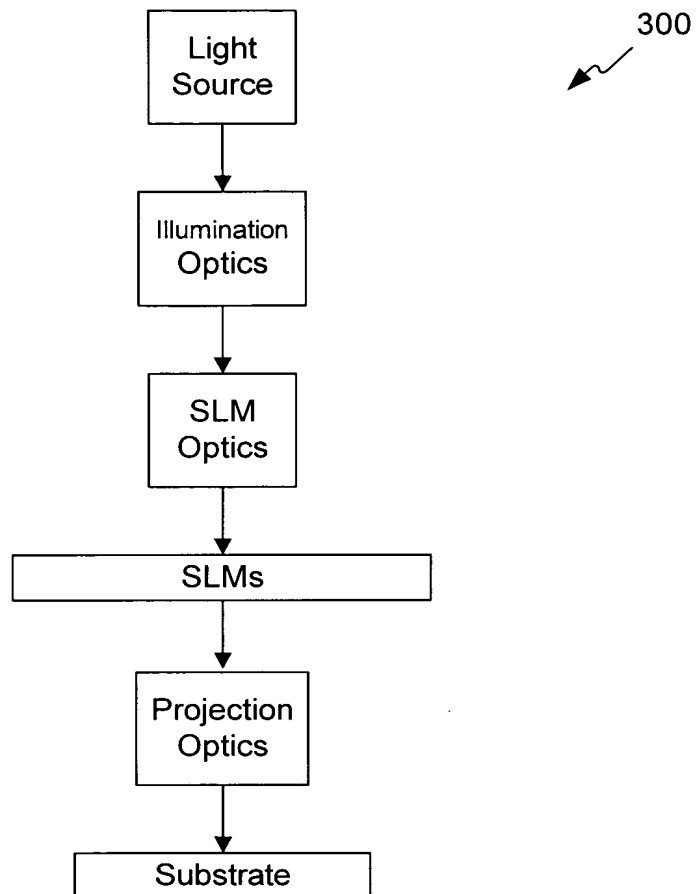 300
Light
Source
Illumination
Optics
SLM
Optics
SLMs
Projection
Optics
Substrate